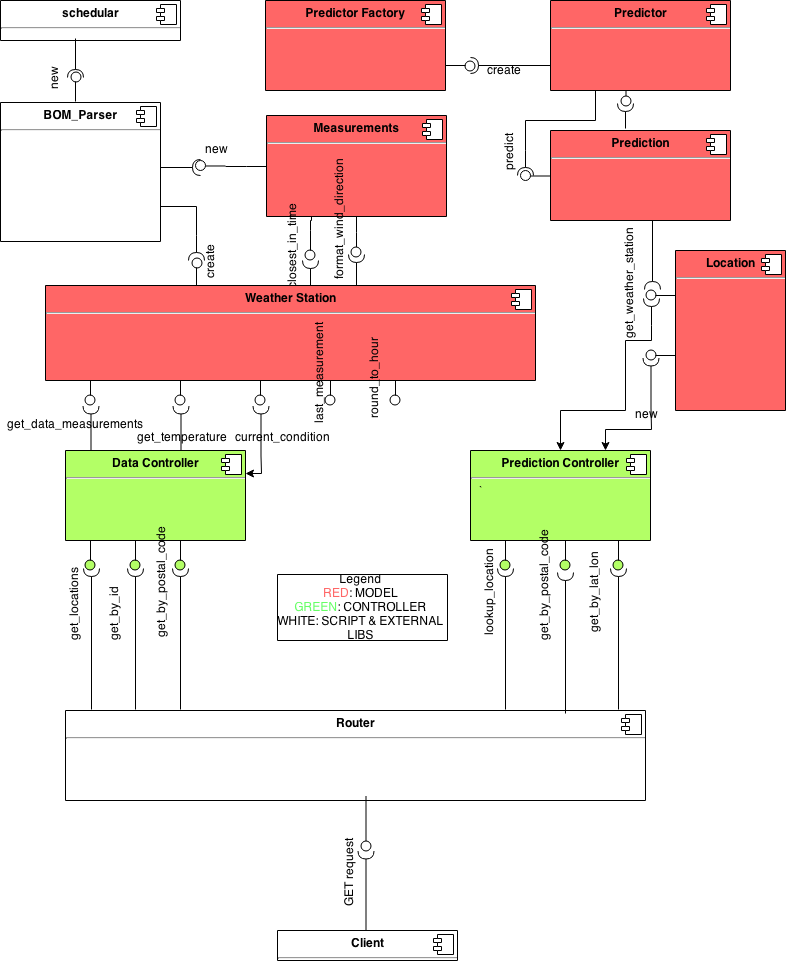 schedular
Predictor Factory
Predictor
new
create
BOM_Parser
Measurements
Prediction
new
predict
closest_in_time
format_wind_direction
create
get_weather_station
Location
Weather Station
last_measurement
round_to_hour
new
get_data_measurements
get_temperature
current_condition
Data Controller
Prediction Controller
.
get_locations
get_by_id
get_by_postal_code
lookup_location
get_by_postal_code
get_by_lat_lon
Legend
RED: MODEL
GREEN: CONTROLLER
WHITE: SCRIPT & EXTERNAL
LIBS
Router
GET request
Client